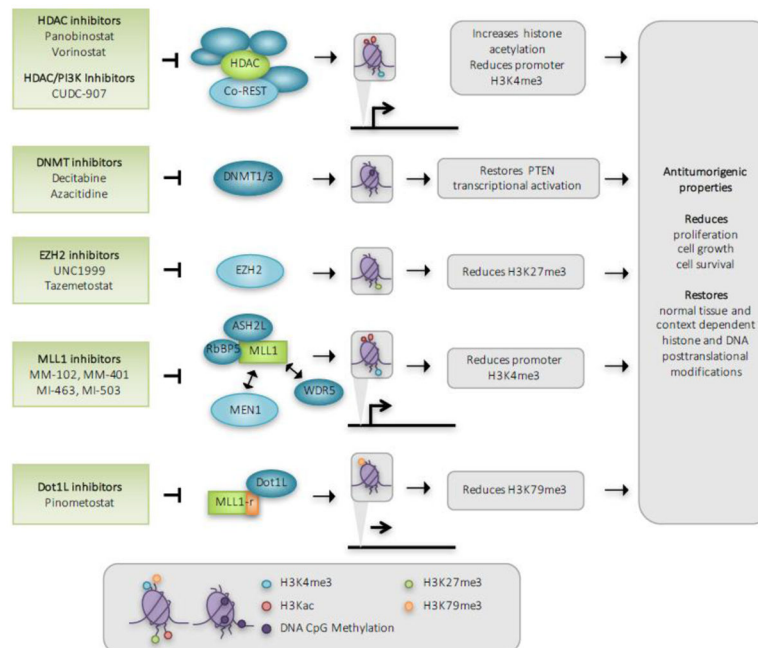 HDAC inhibitors
Panobinostat
Vorinostat
HDAC/PI3K Inhibitors
CUDC-907
HDAC
Co-REST
Increases histone
acetylation
Reduces promoter
H3K4me3
DNMT inhibitors
Decitabine
Azacitidine
DNMT1/3
Restores PTEN
transcriptional activation
EZH2 inhibitors
UNC1999
Tazemetostat
EZH2
Reduces H3K27me3
MLL1 inhibitors
MM-102, MM-401
MI-463, MI-503
ASH2L
RbBP5
MLL1
WDR5
MEN1
Reduces promoter
H3K4me3
Dot1L inhibitors
Pinometostat
Dot1L
MLL1-r
Reduces H3K79me3
Antitumorigenic
properties
Reduces
proliferation
cell growth
cell survival
Restores
normal tissue and
context dependent
histone and DNA
posttranslational
modifications
H3K4me3
H3K27me3
H3Kac
H3K79me3
DNA CpG Methylation